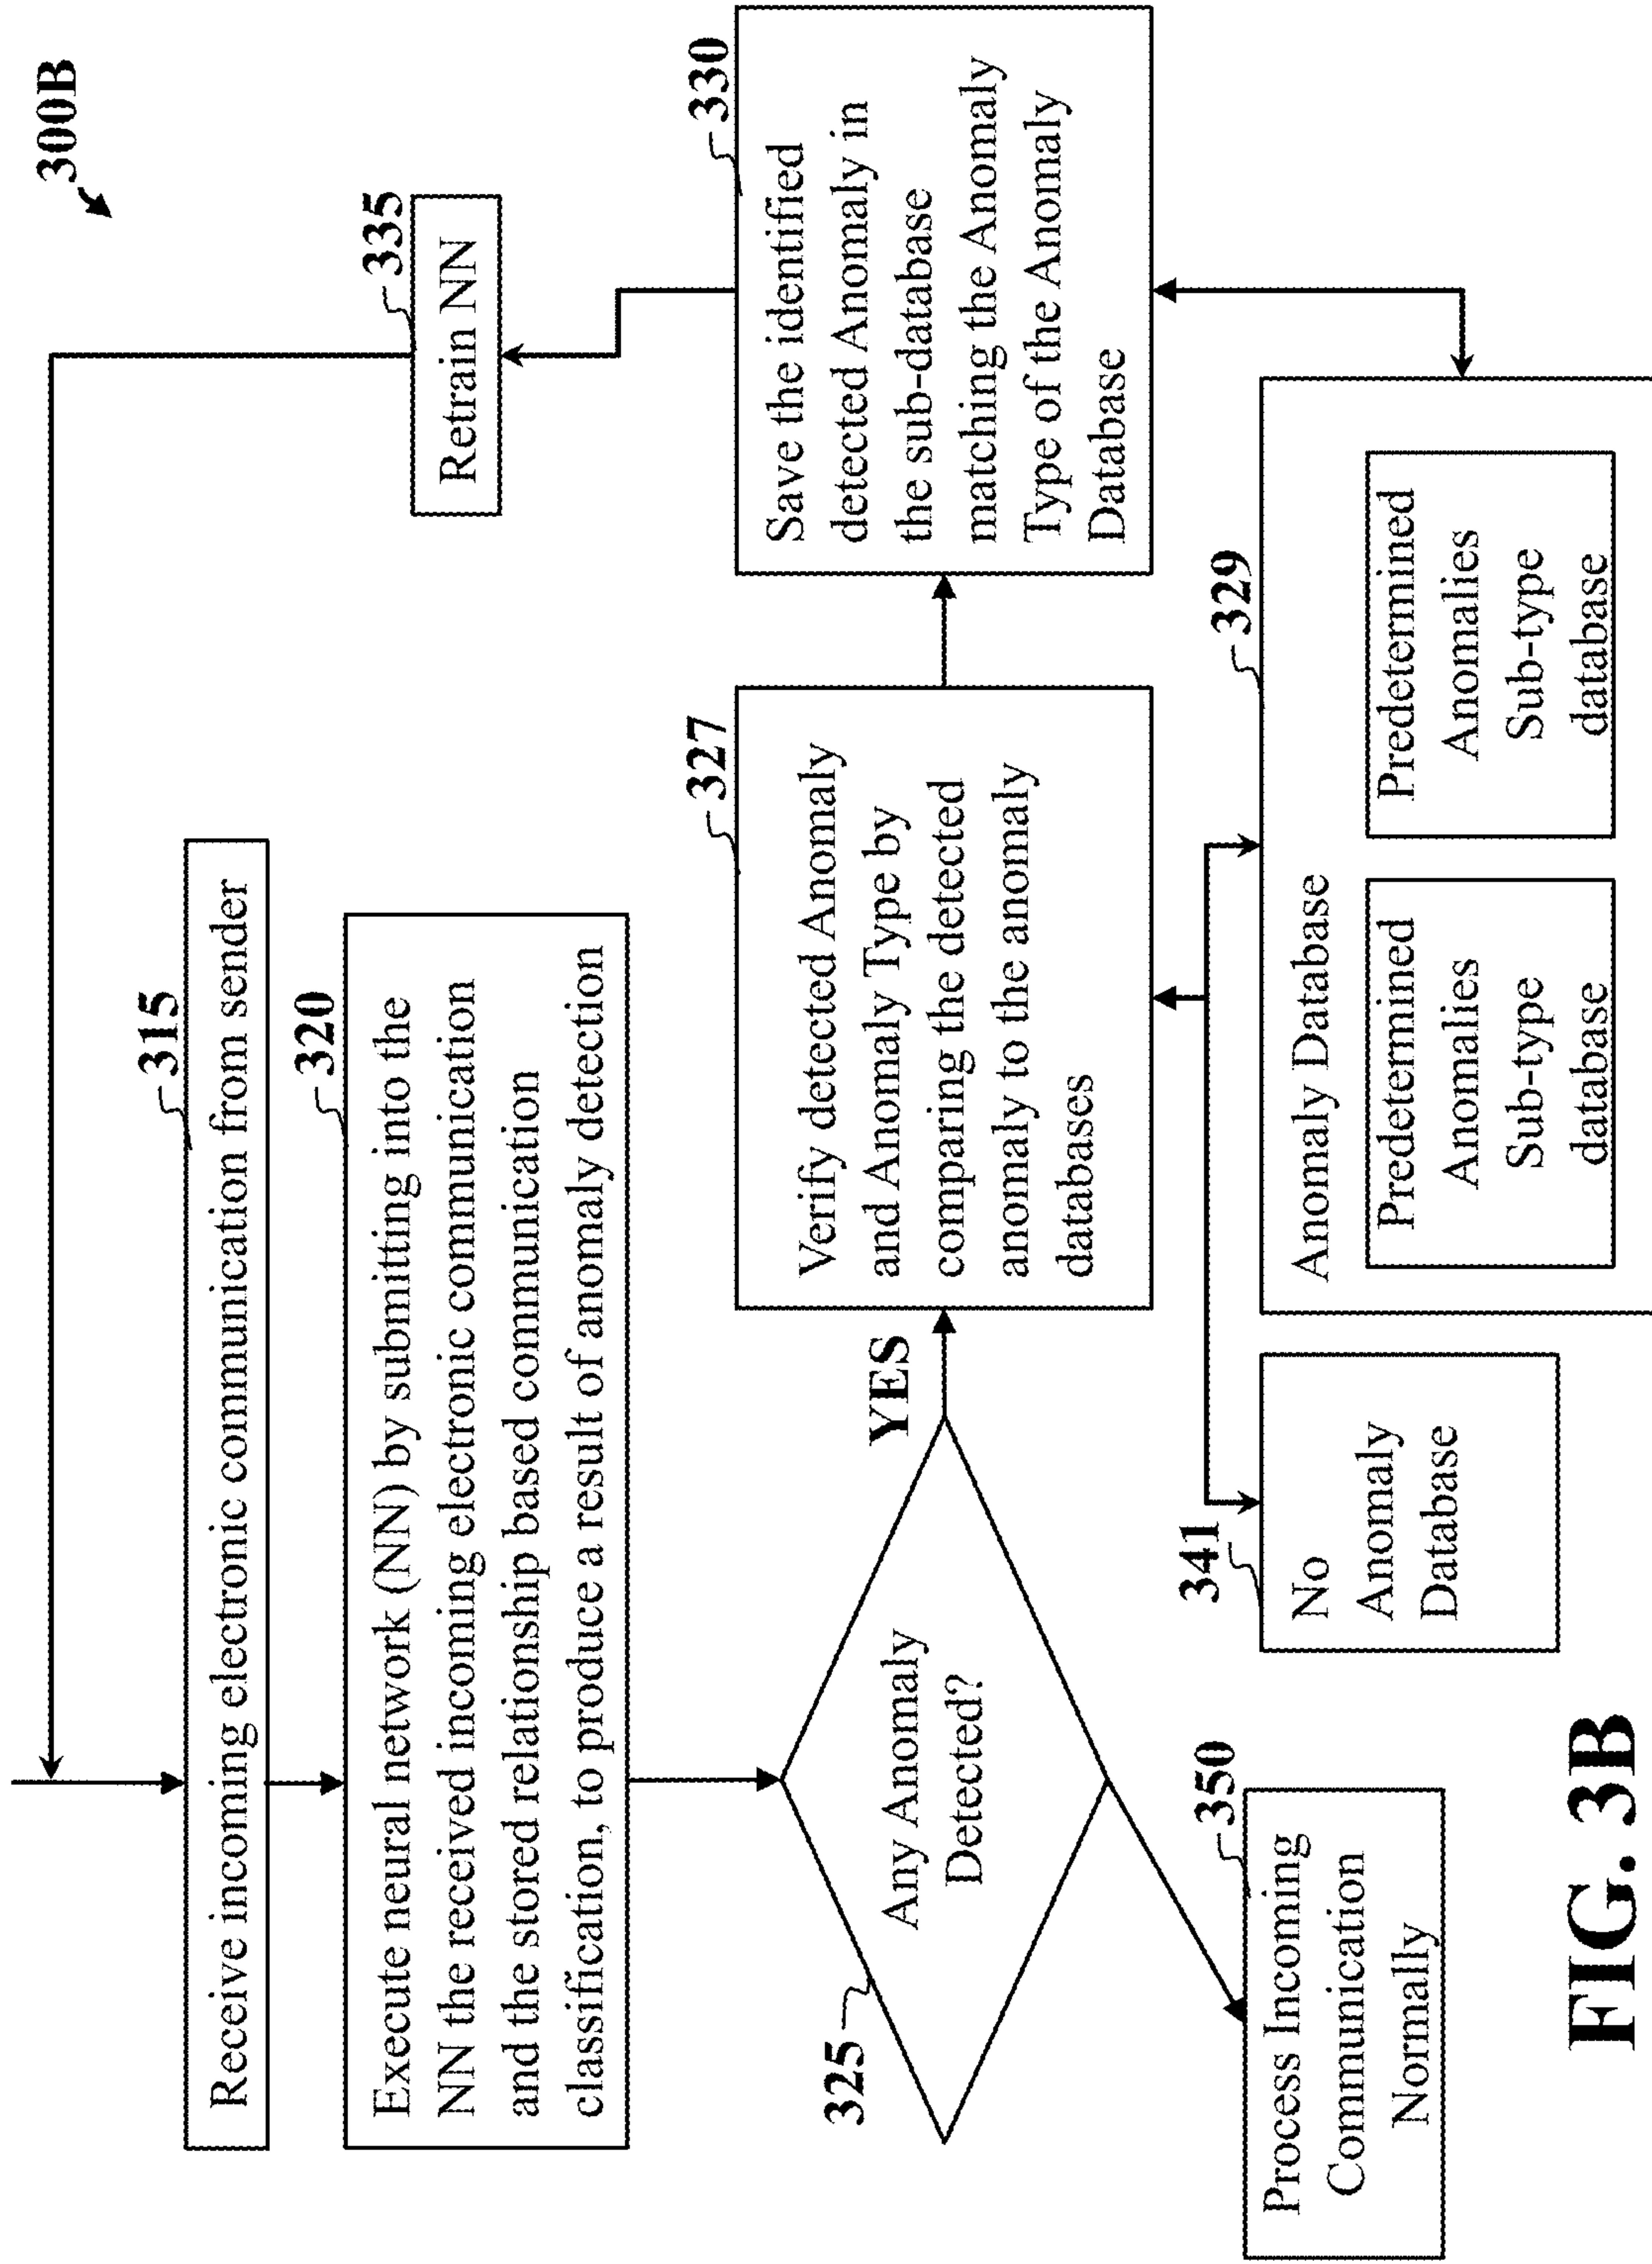 300B
315
Receive incoming electronic communication from sender
320
Execute neural network (NN) by submitting into the
NN the received incoming electronic communication
and the stored relationship based communication
classification, to produce a result of anomaly detection
325
Any Anomaly
Detected?
YES
327
Verify detected Anomaly
and Anomaly Type by
comparing the detected
anomaly to the anomaly
databases
330
Save the identified
detected Anomaly in
the sub-database
matching the Anomaly
Type of the Anomaly
Database
335
Retrain NN
350
Process Incoming
Communication
Normally
341
No
Anomaly
Database
329
Anomaly Database
Predetermined
Anomalies
Sub-type
database
Predetermined
Anomalies
Sub-type
database
FIG. 3B